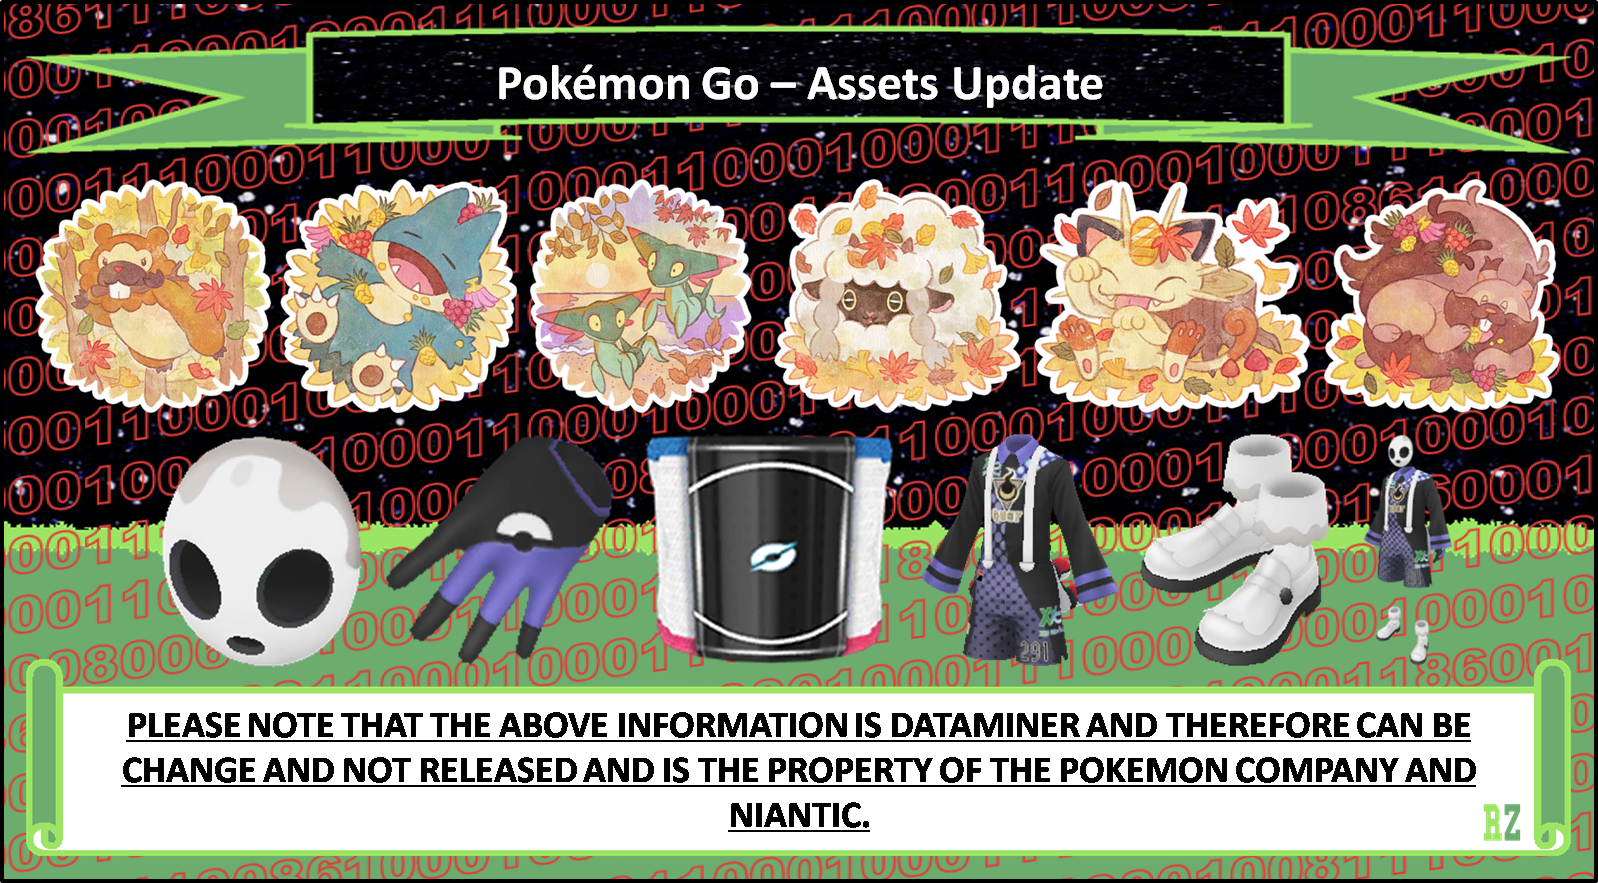 Pokémon Go – Assets Update
291
PLEASE NOTE THAT THE ABOVE INFORMATION IS DATAMINER AND THEREFORE CAN BE
CHANGE AND NOT RELEASED AND IS THE PROPERTY OF THE POKEMON COMPANY AND
NIANTIC.
RZ